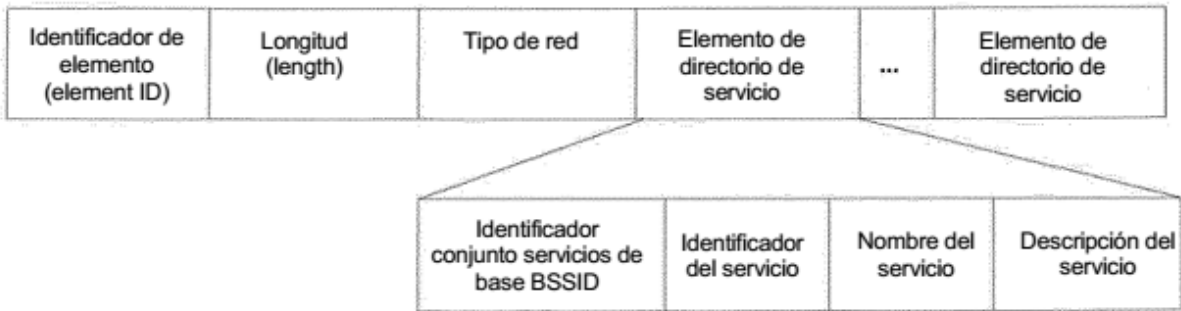 Identificador de
elemento
(element ID)
Longitud
(length)
Tipo de red
Elemento de
directorio de
servicio
...
Elemento de
directorio de
servicio
Identificador
conjunto servicios de
base BSSID
Identificador
del servicio
Nombre del
servicio
Descripción del
servicio